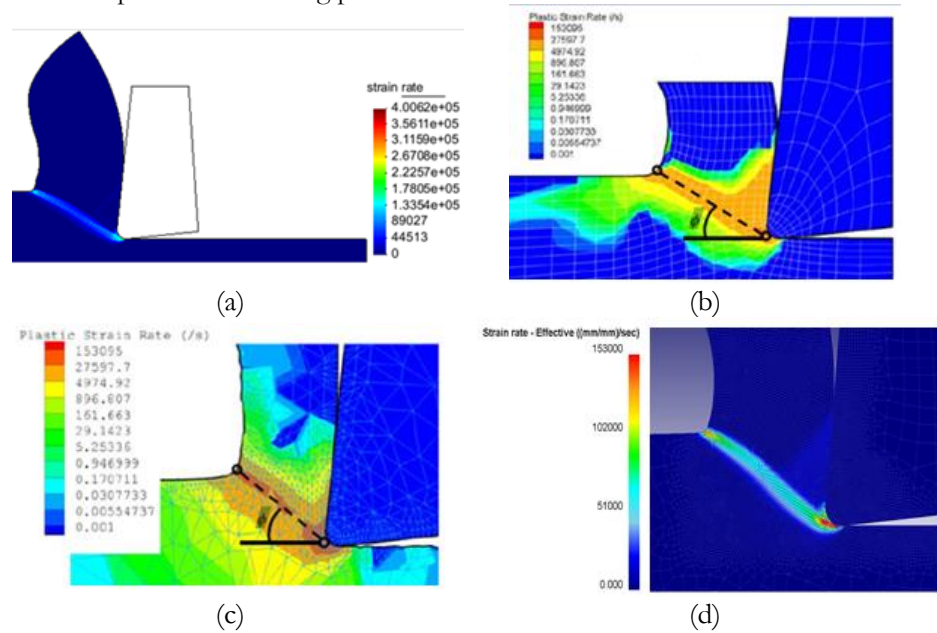 strain rate
4.0062e+05
3.5611e+05
3.1159e+05
2.6708e+05
2.2257e+05
1.7805e+05
1.3354e+05
89027
44513
0
(a)
Plastic Strain Rate (/s)
153095
27597.7
4974.92
896.807
161.663
29.1423
5.25336
0.946999
0.170711
0.0307733
0.00554737
0.001
(b)
Plastic Strain Rate (/s)
153095
27597.7
4974.92
896.807
161.663
29.1423
5.25336
0.946999
0.170711
0.0307733
0.00554737
0.001
(c)
Strain rate - Effective ((mm/mm)/sec)
153000
102000
51000
0.000
(d)